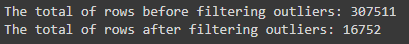 The total of rows before filtering outliers: 307511
The total of rows after filtering outliers: 16752